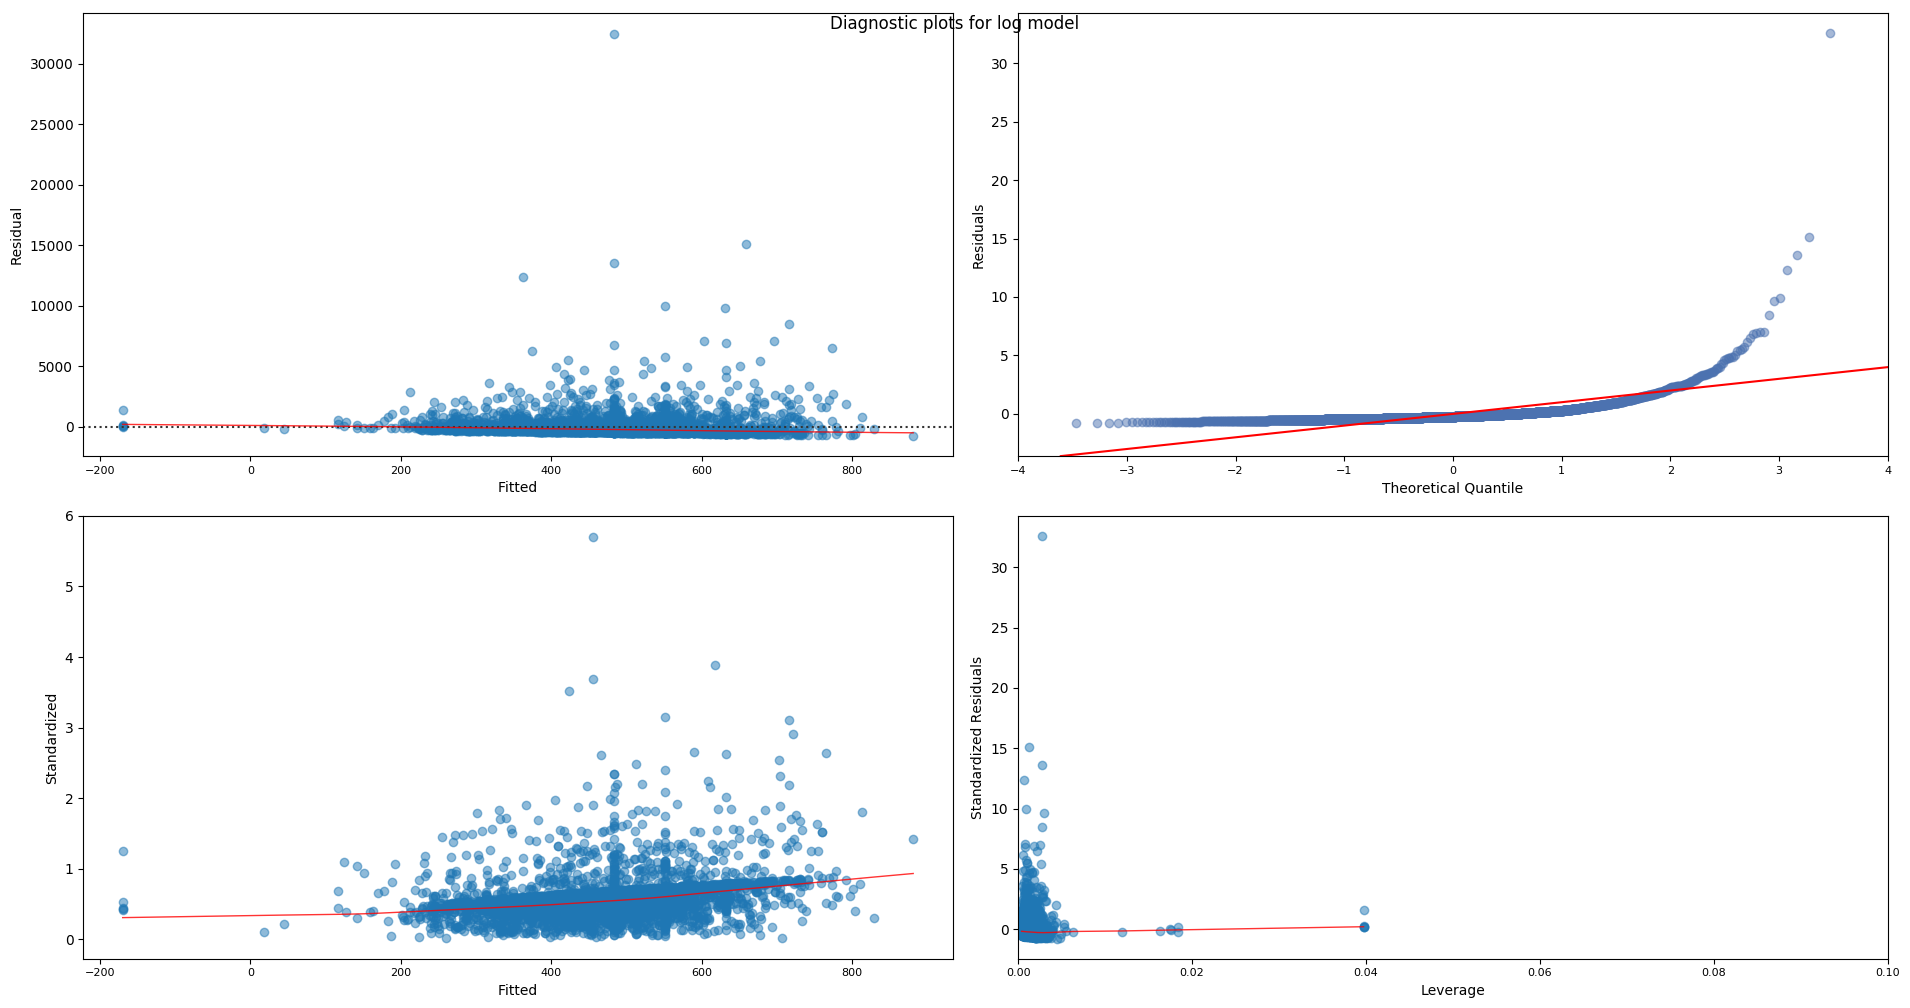 Diagnostic plots for log model
30000
25000
20000
15000
10000
5000
0
Residual
−200 0 200 400 600 800
Fitted
30
25
20
15
10
5
0
Residuals
−4 −3 −2 −1 0 1 2 3 4
Theoretical Quantile
6
5
4
3
2
1
0
Standardized
−200 0 200 400 600 800
Fitted
30
25
20
15
10
5
0
Standardized Residuals
0.00 0.02 0.04 0.06 0.08 0.10
Leverage